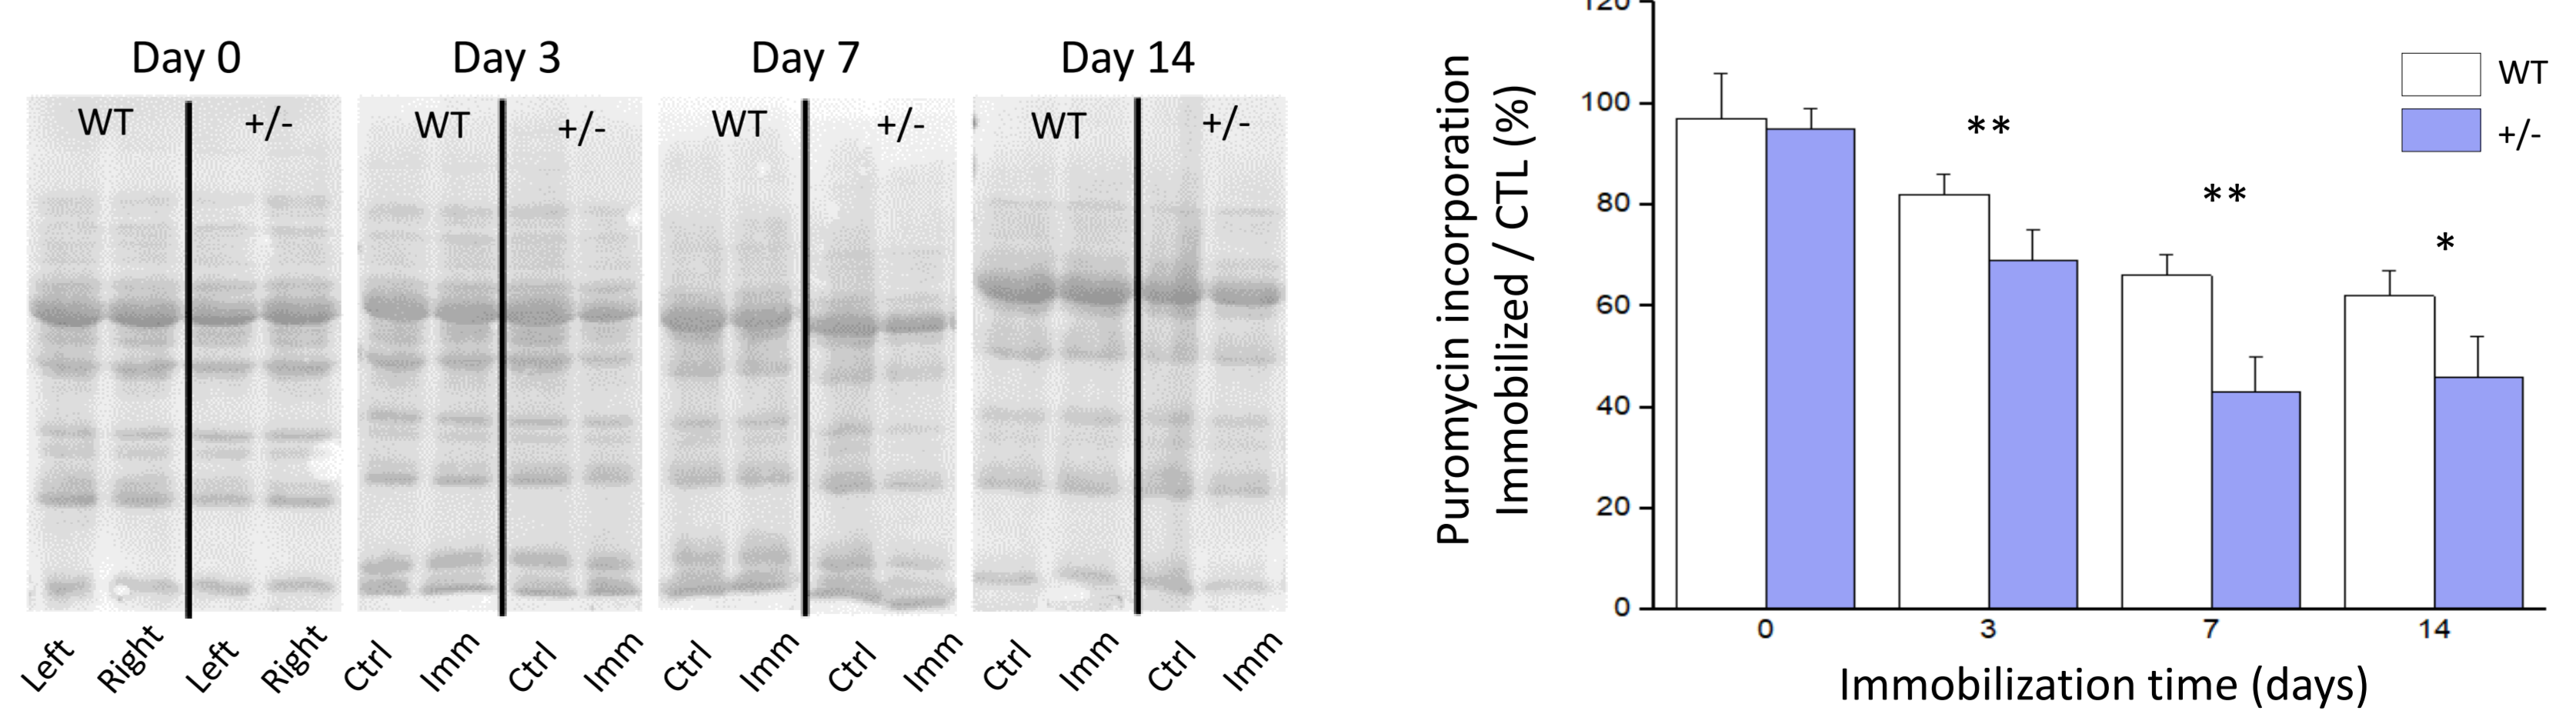 Day 0
Day 3
Day 7
Day 14
WT
+/-
WT
+/-
WT
+/-
WT
+/-
Left
Right
Left
Right
Ctrl
Imm
Ctrl
Imm
Ctrl
Imm
Ctrl
Imm
Ctrl
Imm
Ctrl
Imm
Puromycin incorporation
Immobilized / CTL (%)
120
100
80
60
40
20
0
**
**
*
WT
+/-
0
3
7
14
Immobilization time (days)